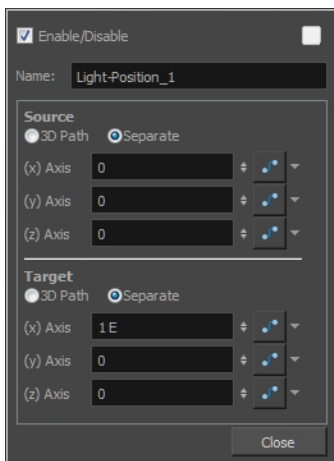 Enable/Disable
Name: Light-Position_1
Source
3D Path Separate
(x) Axis 0
(y) Axis 0
(z) Axis 0
Target
3D Path Separate
(x) Axis 1 E
(y) Axis 0
(z) Axis 0
Close